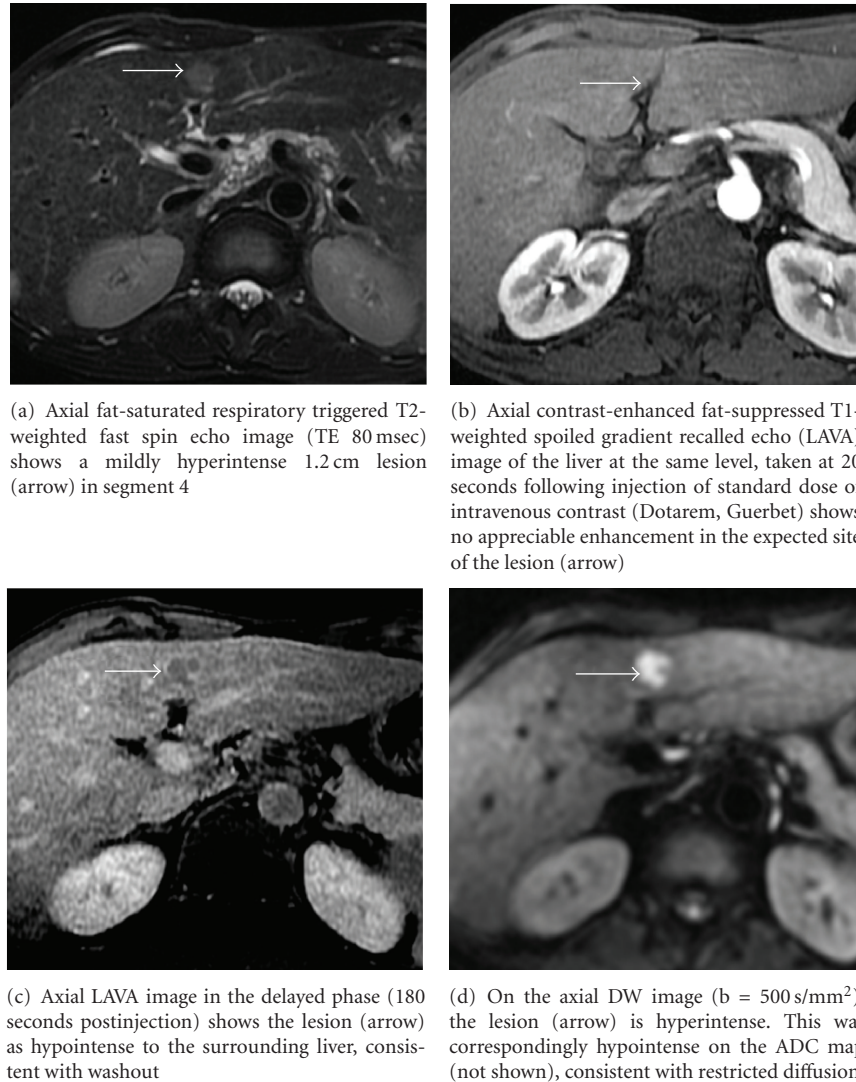 (a) Axial fat-saturated respiratory triggered T2-
weighted fast spin echo image (TE 80 msec)
shows a mildly hyperintense 1.2 cm lesion
(arrow) in segment 4
(b) Axial contrast-enhanced fat-suppressed T1-
weighted spoiled gradient recalled echo (LAVA)
image of the liver at the same level, taken at 20
seconds following injection of standard dose of
intravenous contrast (Dotarem, Guerbet) shows
no appreciable enhancement in the expected site
of the lesion (arrow)
(c) Axial LAVA image in the delayed phase (180
seconds postinjection) shows the lesion (arrow)
as hypointense to the surrounding liver, consis-
tent with washout
(d) On the axial DW image (b = 500 s/mm²)
the lesion (arrow) is hyperintense. This wa
correspondingly hypointense on the ADC map
(not shown), consistent with restricted diffusion